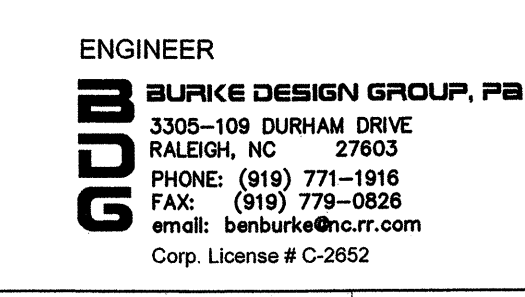 ENGINEER
BDG
BURKE DESIGN GROUP, Pa
3305-109 DURHAM DRIVE
RALEIGH, NC 27603
PHONE: (919) 771-1916
FAX: (919) 779-0826
email: benburke@nc.rr.com
Corp. License # C-2652